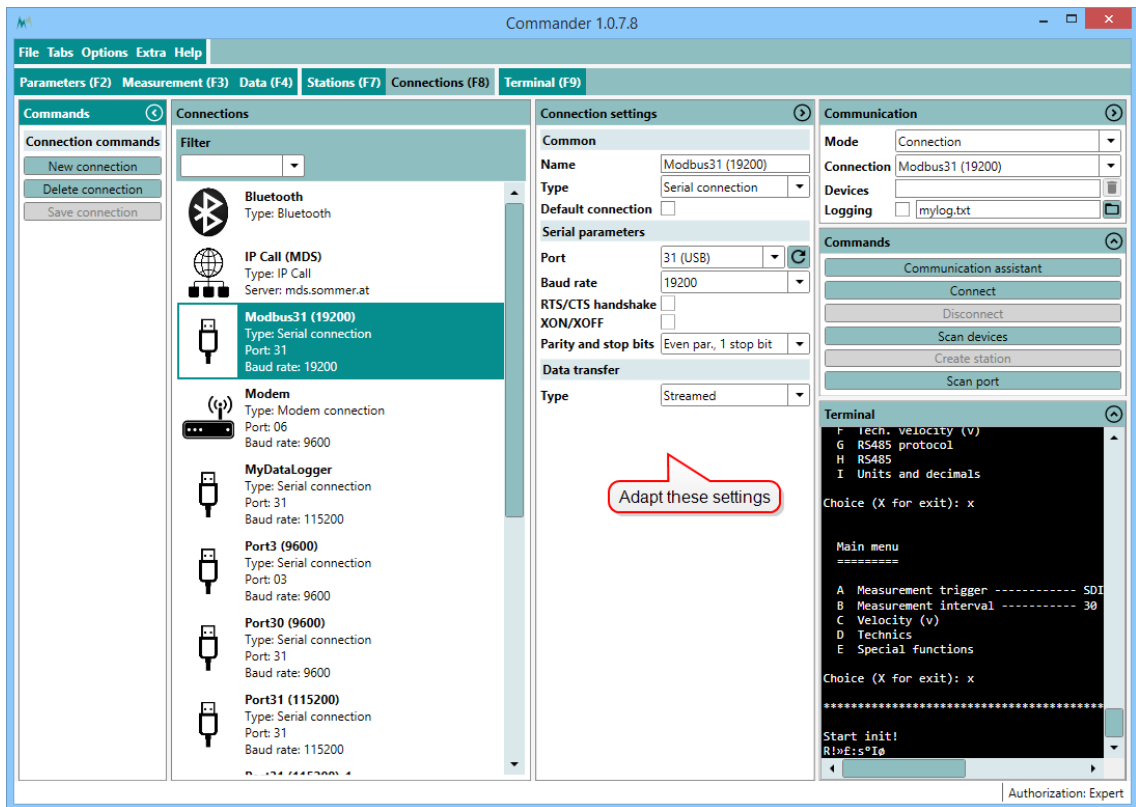 Commander 1.0.7.8
File Tabs Options Extra Help
Parameters (F2) Measurement (F3) Data (F4) Stations (F7) Connections (F8) Terminal (F9)
Commands
Connection commands
New connection
Delete connection
Save connection
Connections
Filter
Bluetooth
Type: Bluetooth
IP Call (MDS)
Type: IP Call
Server: mds.sommer.at
Modbus31 (19200)
Type: Serial connection
Port: 31
Baud rate: 19200
Modem
Type: Modem connection
Port: 06
Baud rate: 9600
MyDataLogger
Type: Serial connection
Port: 31
Baud rate: 115200
Port3 (9600)
Type: Serial connection
Port: 03
Baud rate: 9600
Port30 (9600)
Type: Serial connection
Port: 31
Baud rate: 9600
Port31 (115200)
Type: Serial connection
Port: 31
Baud rate: 115200
Connection settings
Common
Name Modbus31 (19200)
Type Serial connection
Default connection
Serial parameters
Port 31 (USB)
Baud rate 19200
RTS/CTS handshake
XON/XOFF
Parity and stop bits Even par., 1 stop bit
Data transfer
Type Streamed
Adapt these settings
Communication
Mode Connection
Connection Modbus31 (19200)
Devices
Logging mylog.txt
Commands
Communication assistant
Connect
Disconnect
Scan devices
Create station
Scan port
Terminal
F Tech. velocity (v)
G RS485 protocol
H RS485
I Units and decimals
Choice (X for exit): x
Main menu
=========
A Measurement trigger ------------ SDI
B Measurement interval ----------- 30
C Velocity (v)
D Technics
E Special functions
Choice (X for exit): x
*****************************************
Start init!
R!»£:s°Iø
Authorization: Expert